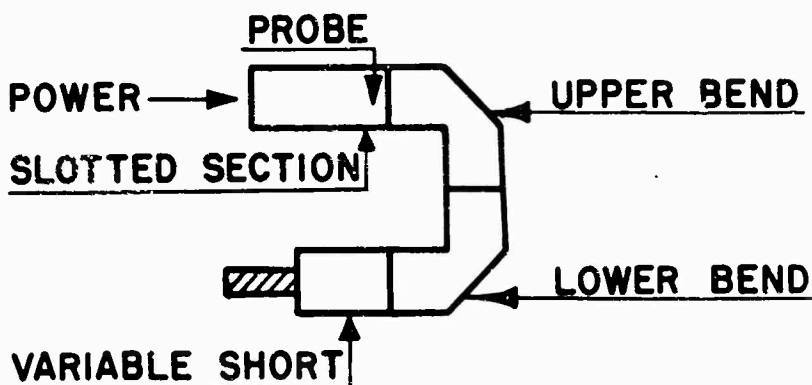 PROBE
POWER
UPPER BEND
SLOTTED SECTION
LOWER BEND
VARIABLE SHORT